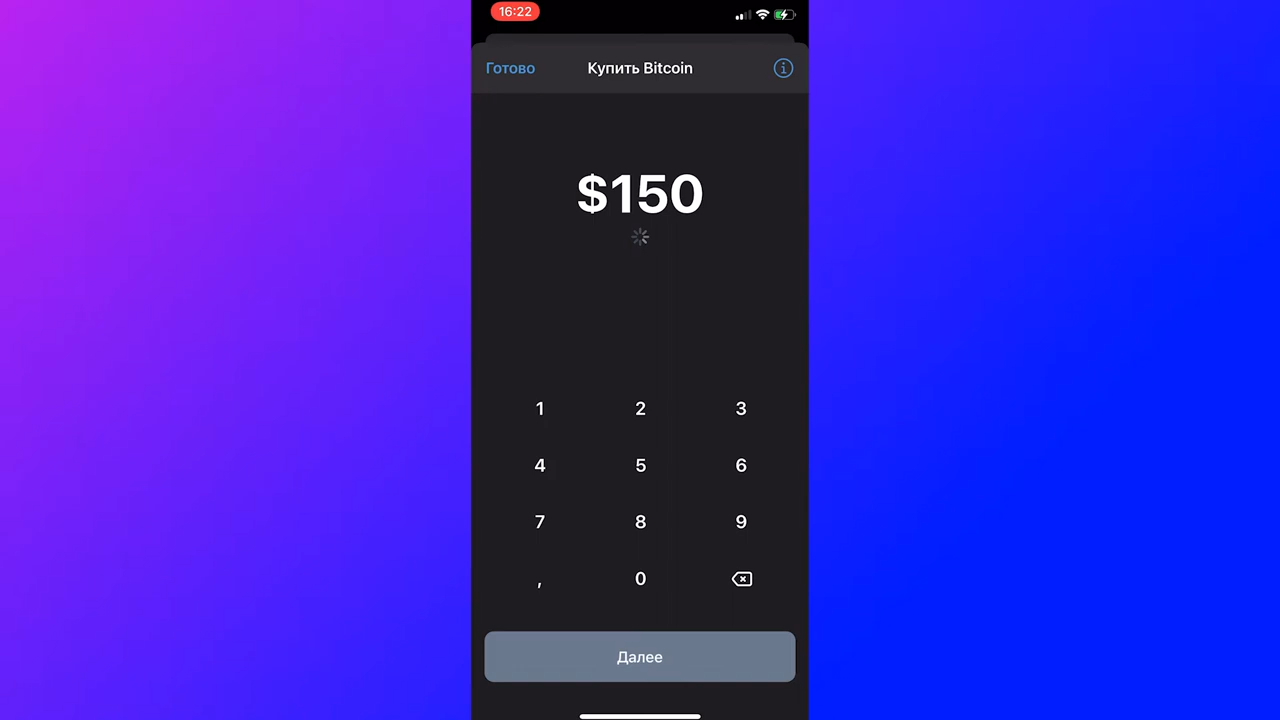 16:22
Готово Купить Bitcoin
$150
1 2 3
4 5 6
7 8 9
, 0
Далее